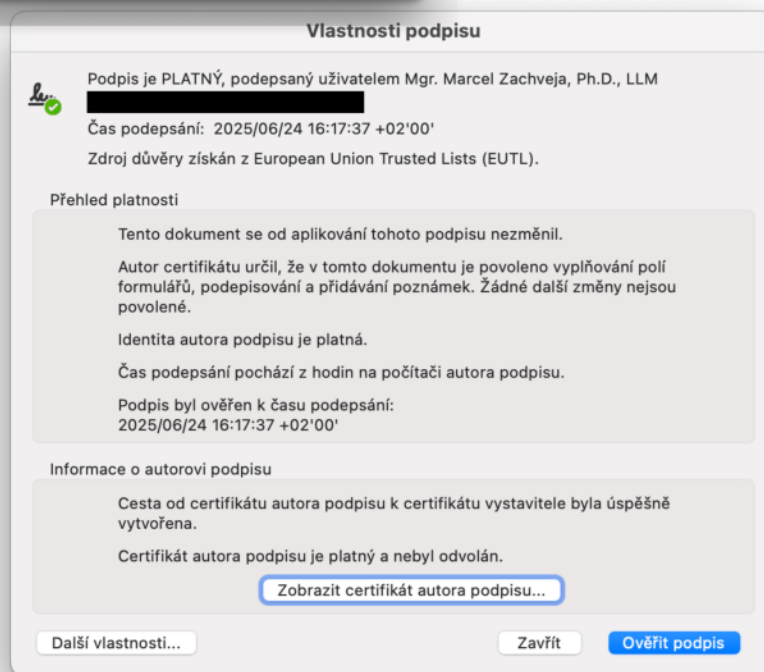 Vlastnosti podpisu
Podpis je PLATNÝ, podepsaný uživatelem Mgr. Marcel Zachveja, Ph.D., LLM
Čas podepsání: 2025/06/24 16:17:37 +02'00'
Zdroj důvěry získán z European Union Trusted Lists (EUTL).
Přehled platnosti
Tento dokument se od aplikování tohoto podpisu nezměnil.
Autor certifikátu určil, že v tomto dokumentu je povoleno vyplňování polí
formulářů, podepisování a přidávání poznámek. Žádné další změny nejsou
povolené.
Identita autora podpisu je platná.
Čas podepsání pochází z hodin na počítači autora podpisu.
Podpis byl ověřen k času podepsání:
2025/06/24 16:17:37 +02'00'
Informace o autorovi podpisu
Cesta od certifikátu autora podpisu k certifikátu vystavitele byla úspěšně
vytvořena.
Certifikát autora podpisu je platný a nebyl odvolán.
Zobrazit certifikát autora podpisu...
Další vlastnosti...
Zavřít
Ověřit podpis